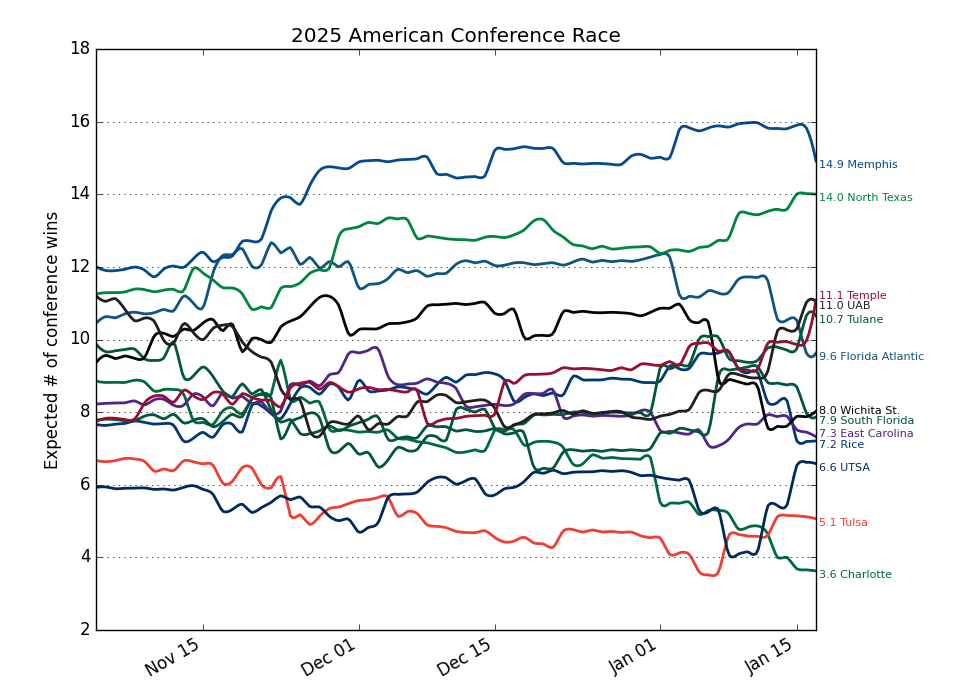 2025 American Conference Race
Expected # of conference wins
18
16
14
12
10
8
6
4
2
14.9 Memphis
14.0 North Texas
11.1 Temple
11.0 UAB
10.7 Tulane
9.6 Florida Atlantic
8.0 Wichita St.
7.9 South Florida
7.3 East Carolina
7.2 Rice
6.6 UTSA
5.1 Tulsa
3.6 Charlotte
Nov 15
Dec 01
Dec 15
Jan 01
Jan 15